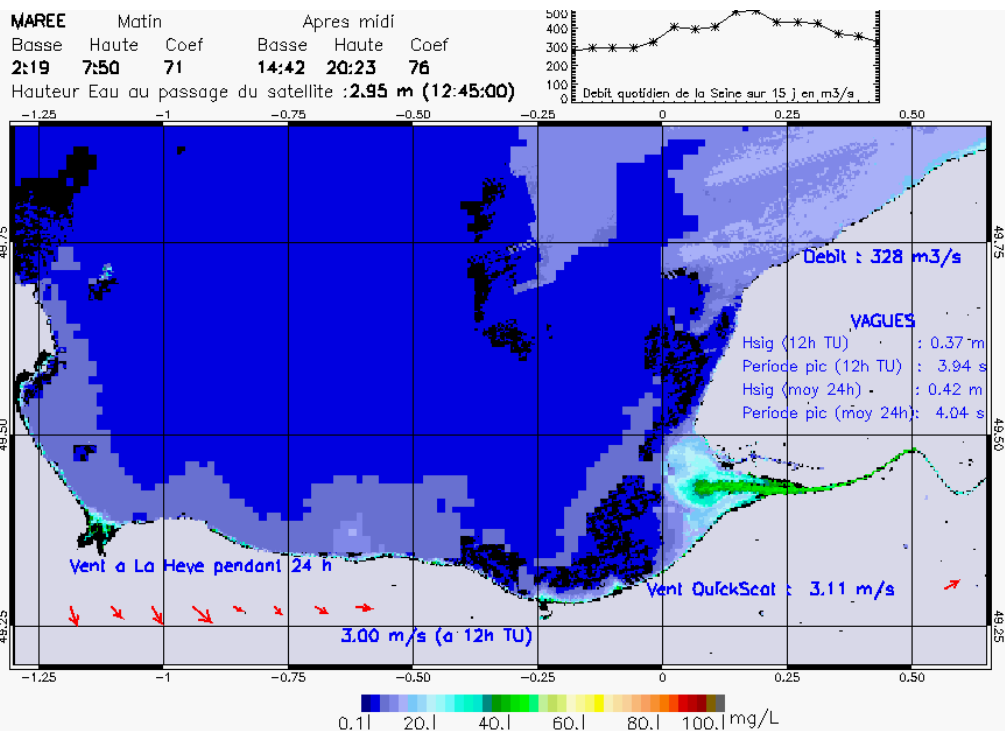 MAREE Matin Apres midi
Basse Haute Coef Basse Haute Coef
2:19 7:50 71 14:42 20:23 76
Hauteur Eau au passage du satellite : 2.95 m (12:45:00)
500
400
300
200
100
0
Debit quotidien de la Seine sur 15 j en m3/s
-1.25 -1 -0.75 -0.50 -0.25 0 0.25 0.50
49.75 49.75
Debit : 328 m3/s
VAGUES
Hsig (12h TU) : 0.37 m
Periode pic (12h TU) : 3.94 s
Hsig (moy 24h) : 0.42 m
Periode pic (moy 24h): 4.04 s
49.50 49.50
Vent a La Heve pendant 24 h
Vent QuickScat : 3.11 m/s
3.00 m/s (a 12h TU)
49.25 49.25
-1.25 -1 -0.75 -0.50 -0.25 0 0.25 0.50
0.1 20.1 40.1 60.1 80.1 100.1 mg/L